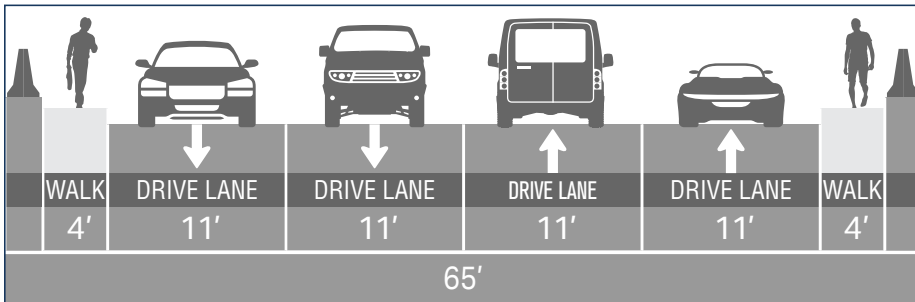 WALK DRIVE LANE DRIVE LANE DRIVE LANE DRIVE LANE WALK
4' 11' 11' 11' 11' 4'
65'